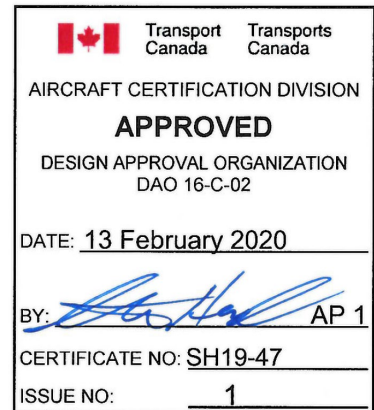 Transport Canada
Transports Canada
AIRCRAFT CERTIFICATION DIVISION
APPROVED
DESIGN APPROVAL ORGANIZATION
DAO 16-C-02
DATE: 13 February 2020
BY: AP 1
CERTIFICATE NO: SH19-47
ISSUE NO: 1